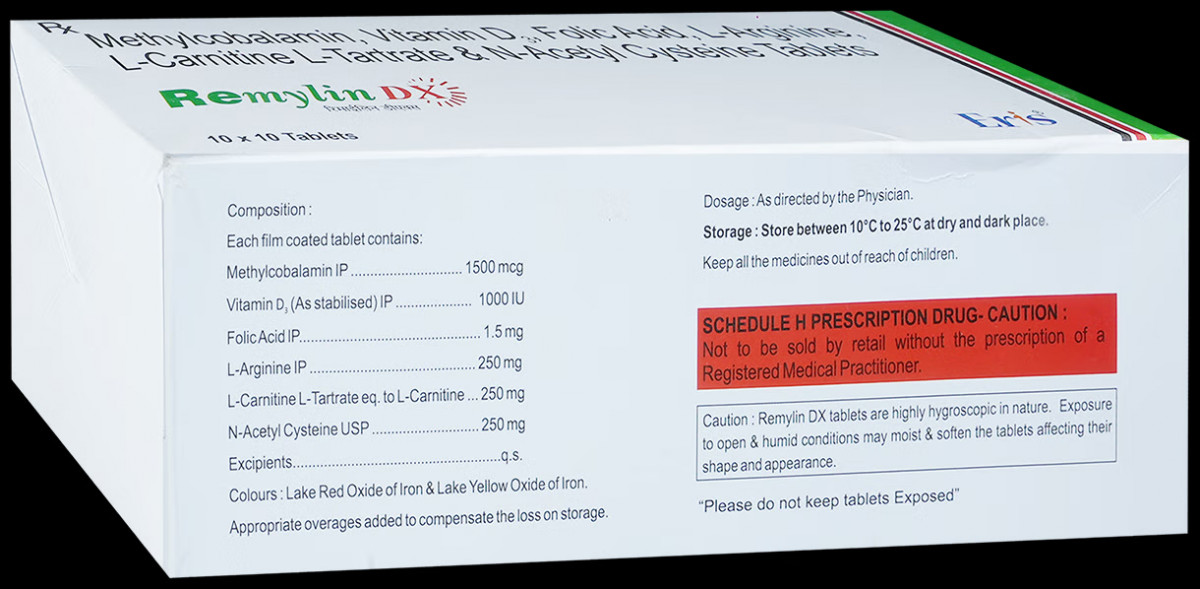 Rx Methylcobalamin, Vitamin D3, Folic Acid, L-Arginine,
L-Carnitine L-Tartrate & N-Acetyl Cysteine Tablets
Remylin DX
10 x 10 Tablets
Eris®
Composition :
Each film coated tablet contains:
Methylcobalamin IP ............................ 1500 mcg
Vitamin D3 (As stabilised) IP ................... 1000 IU
Folic Acid IP.............................................. 1.5 mg
L-Arginine IP .......................................... 250 mg
L-Carnitine L-Tartrate eq. to L-Carnitine ... 250 mg
N-Acetyl Cysteine USP ........................... 250 mg
Excipients.....................................................q.s.
Colours : Lake Red Oxide of Iron & Lake Yellow Oxide of Iron.
Appropriate overages added to compensate the loss on storage.
Dosage : As directed by the Physician.
Storage : Store between 10°C to 25°C at dry and dark place.
Keep all the medicines out of reach of children.
SCHEDULE H PRESCRIPTION DRUG- CAUTION :
Not to be sold by retail without the prescription of a
Registered Medical Practitioner.
Caution : Remylin DX tablets are highly hygroscopic in nature. Exposure
to open & humid conditions may moist & soften the tablets affecting their
shape and appearance.
"Please do not keep tablets Exposed"